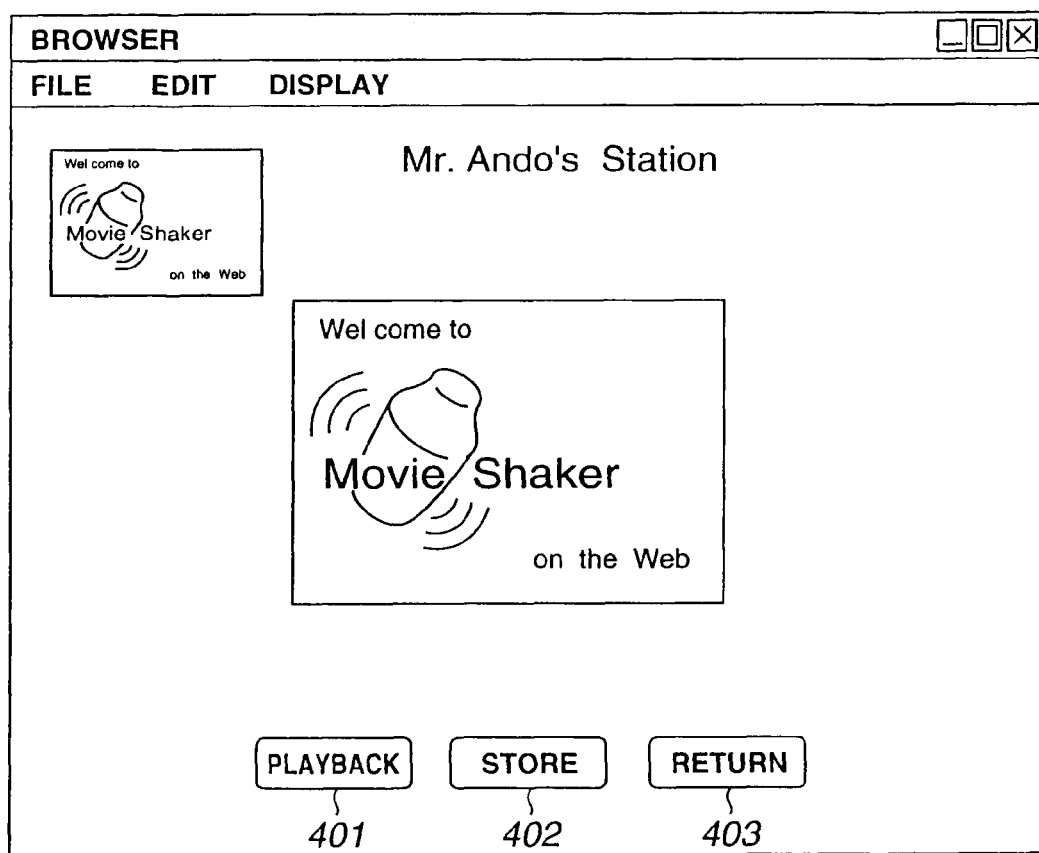 BROWSER
FILE EDIT DISPLAY
Mr. Ando's Station
Wel come to
Movie Shaker
on the Web
Wel come to
Movie Shaker
on the Web
PLAYBACK STORE RETURN
401 402 403